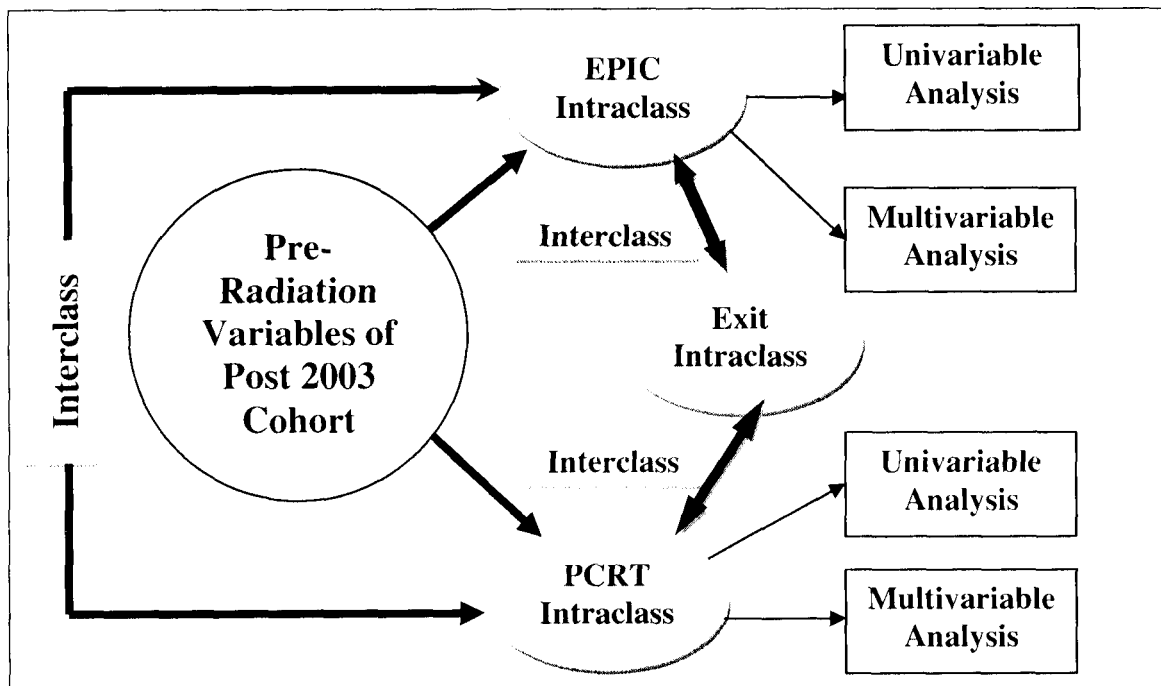 EPIC
Intraclass
Univariable
Analysis
Multivariable
Analysis
Interclass
Interclass
Pre-
Radiation
Variables of
Post 2003
Cohort
Exit
Intraclass
Interclass
Univariable
Analysis
PCRT
Intraclass
Multivariable
Analysis